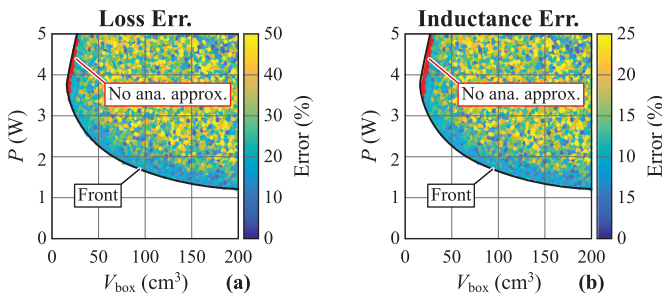 Loss Err.
5
4
3
2
1
0
P (W)
No ana. approx.
Front
0
50
100
150
200
V_box (cm³)
(a)
50
40
30
20
10
0
Error (%)
Inductance Err.
5
4
3
2
1
0
P (W)
No ana. approx.
Front
0
50
100
150
200
V_box (cm³)
(b)
25
20
15
10
25
0
Error (%)